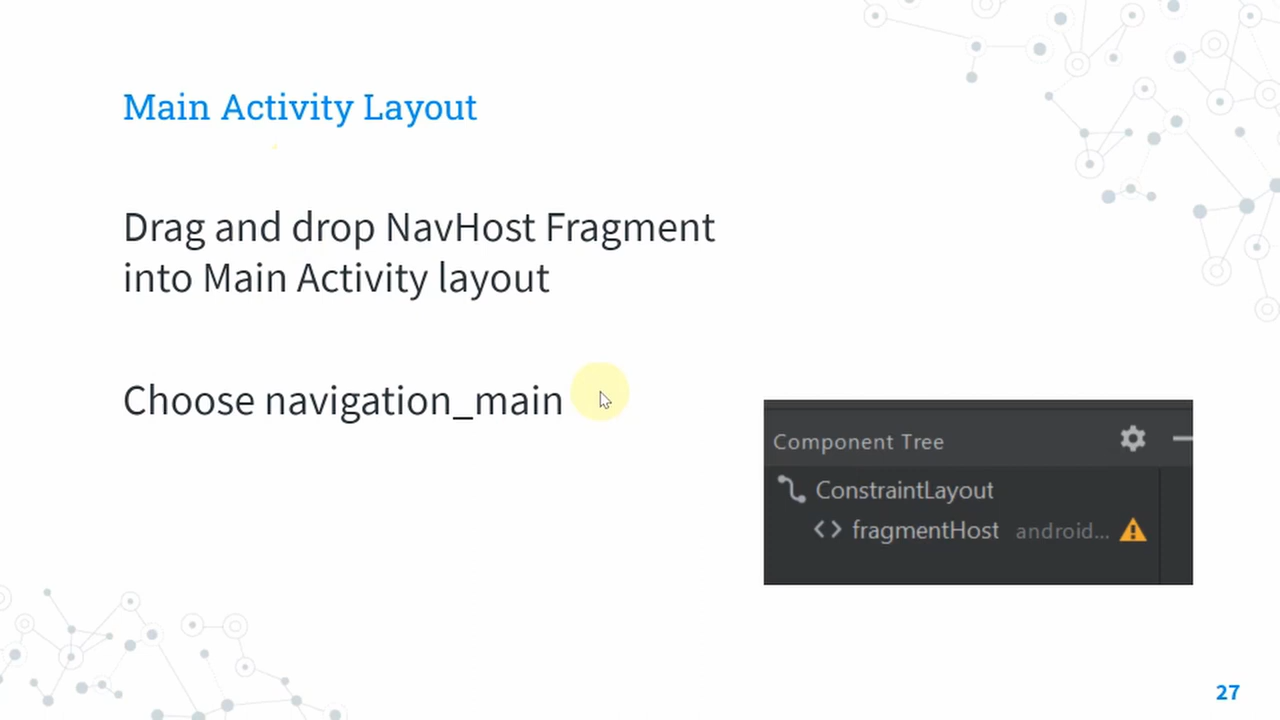 Main Activity Layout
Drag and drop NavHost Fragment
into Main Activity layout
Choose navigation_main
Component Tree
ConstraintLayout
<> fragmentHost android...
27